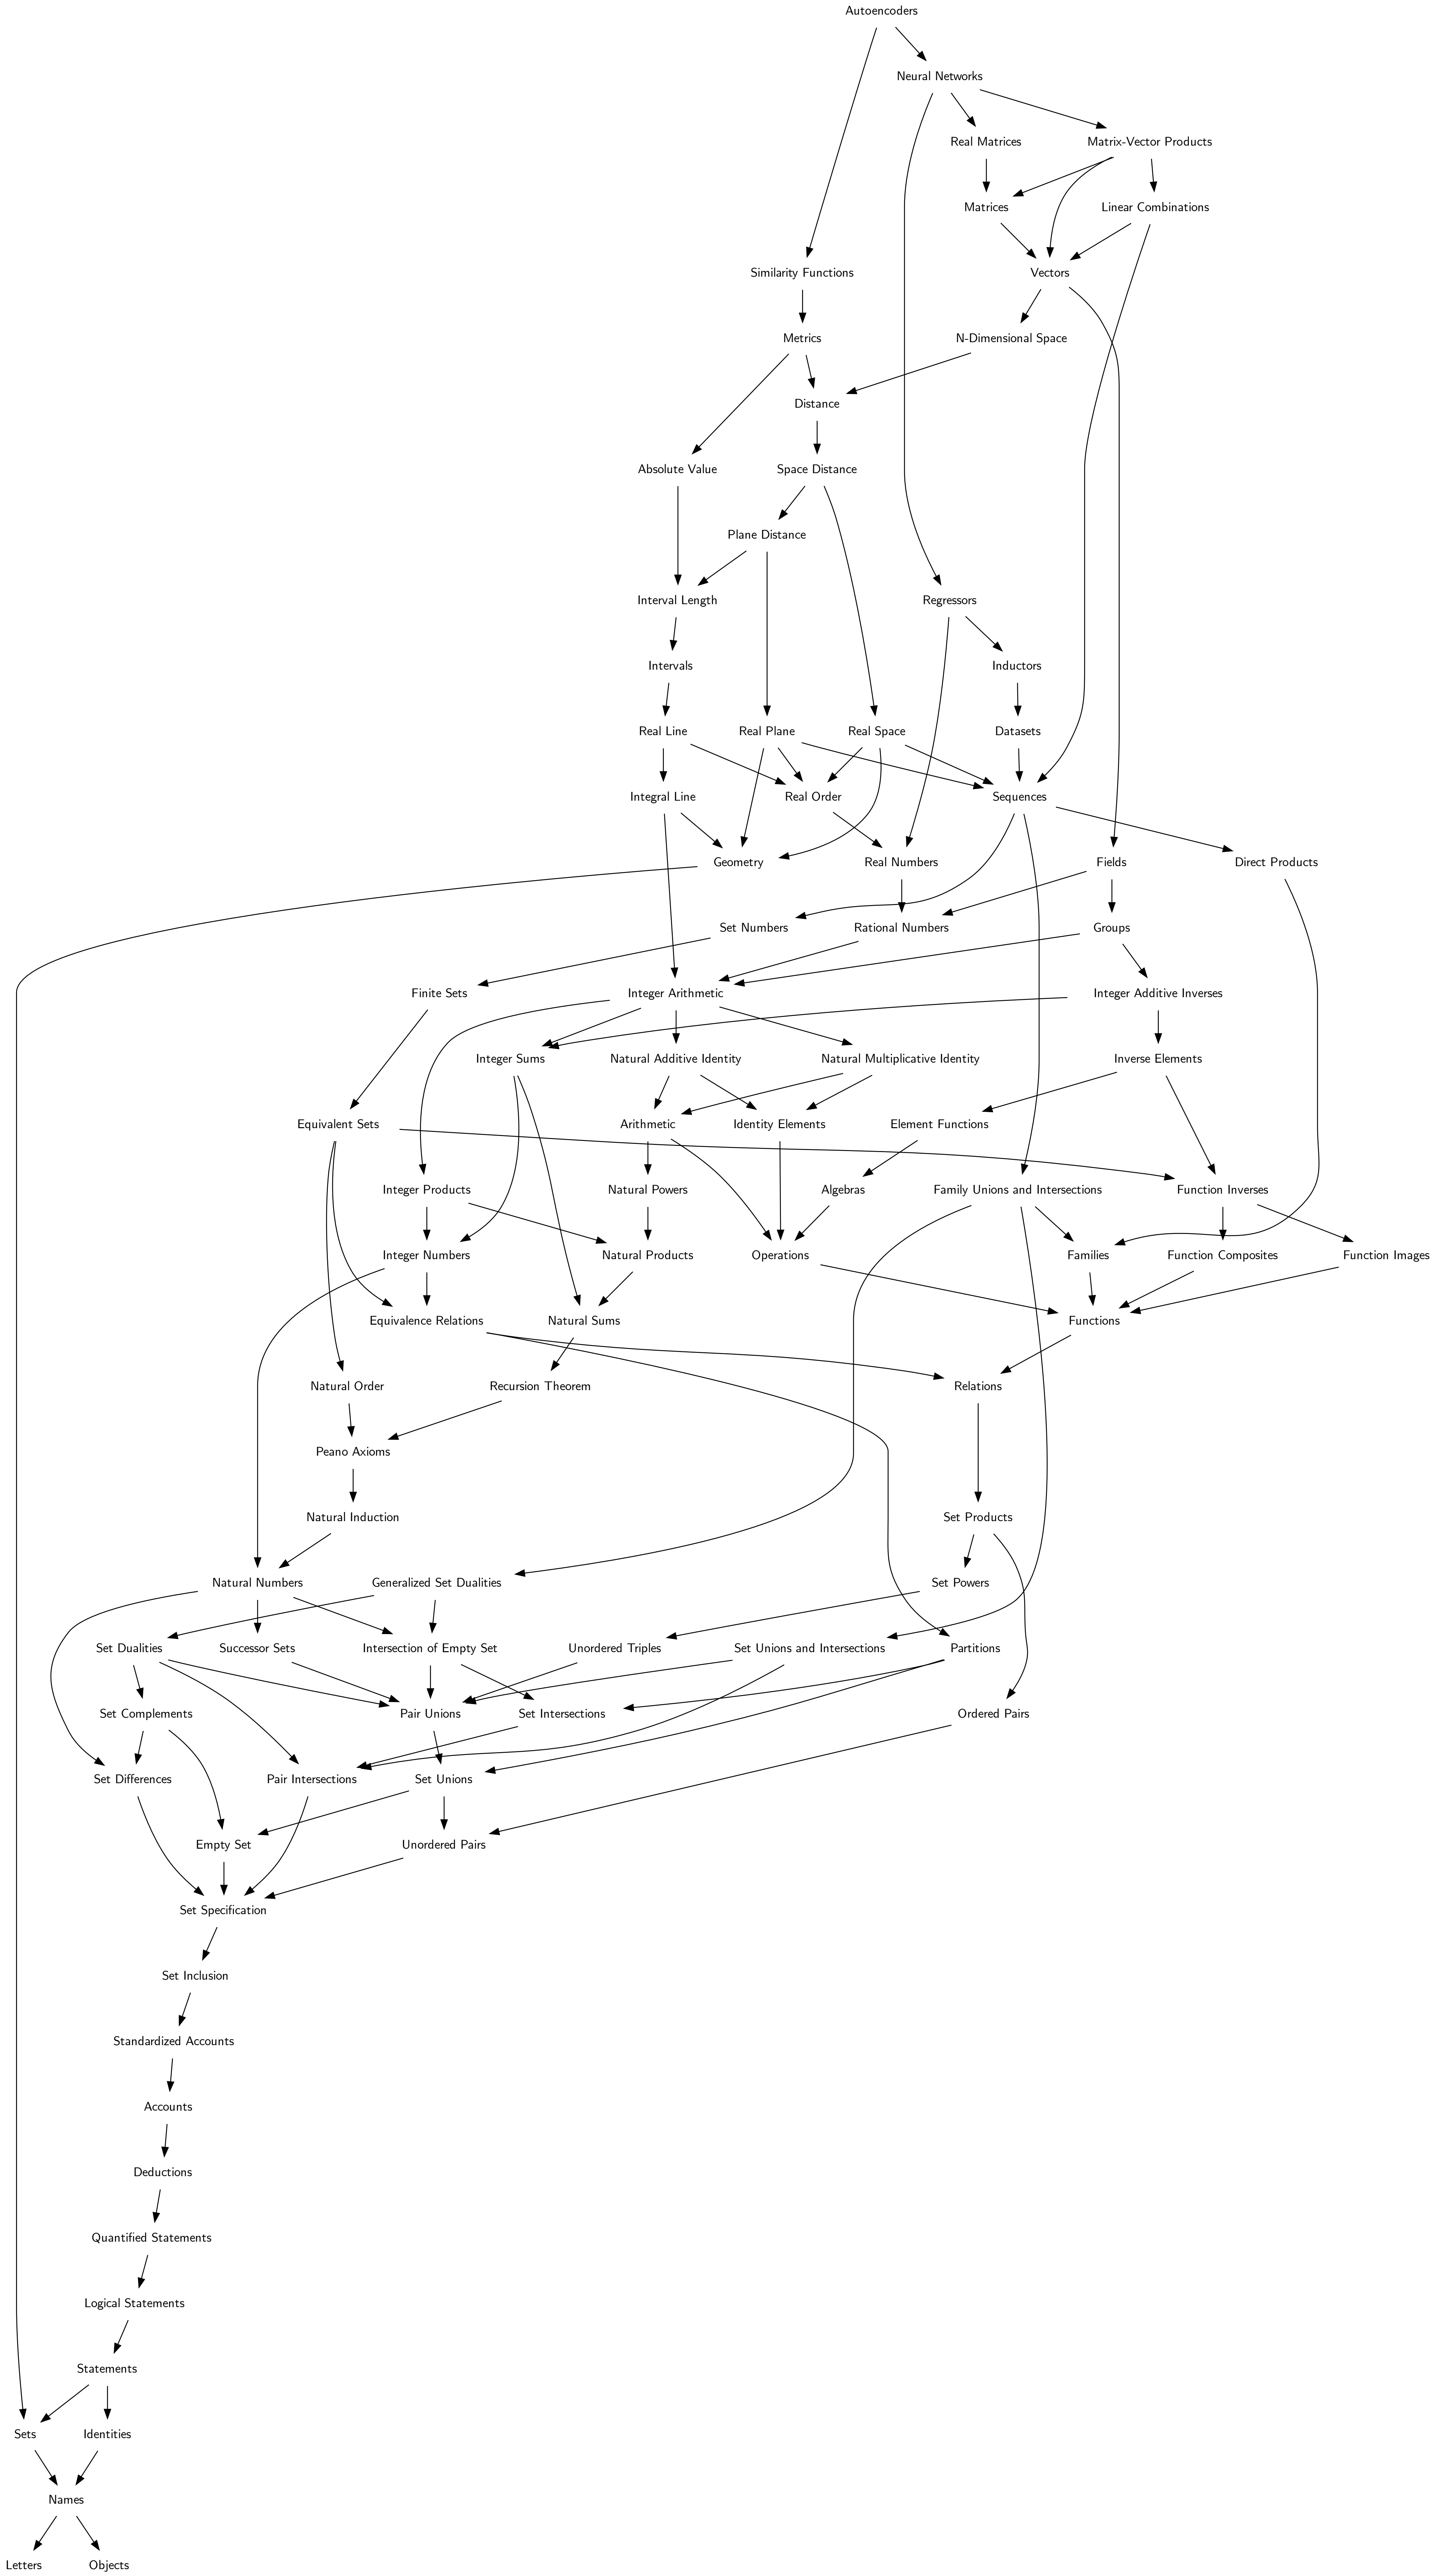 Autoencoders
Neural Networks
Real Matrices
Matrix-Vector Products
Matrices
Linear Combinations
Similarity Functions
Vectors
Metrics
N-Dimensional Space
Distance
Absolute Value
Space Distance
Plane Distance
Interval Length
Regressors
Intervals
Inductors
Real Line
Real Plane
Real Space
Datasets
Integral Line
Real Order
Sequences
Geometry
Real Numbers
Fields
Direct Products
Set Numbers
Rational Numbers
Groups
Finite Sets
Integer Arithmetic
Integer Additive Inverses
Integer Sums
Natural Additive Identity
Natural Multiplicative Identity
Inverse Elements
Equivalent Sets
Arithmetic
Identity Elements
Element Functions
Integer Products
Natural Powers
Algebras
Family Unions and Intersections
Function Inverses
Integer Numbers
Natural Products
Operations
Families
Function Composites
Function Images
Equivalence Relations
Natural Sums
Functions
Natural Order
Recursion Theorem
Relations
Peano Axioms
Natural Induction
Set Products
Natural Numbers
Generalized Set Dualities
Set Powers
Set Dualities
Successor Sets
Intersection of Empty Set
Unordered Triples
Set Unions and Intersections
Partitions
Set Complements
Pair Unions
Set Intersections
Ordered Pairs
Set Differences
Pair Intersections
Set Unions
Empty Set
Unordered Pairs
Set Specification
Set Inclusion
Standardized Accounts
Accounts
Deductions
Quantified Statements
Logical Statements
Statements
Sets
Identities
Names
Letters
Objects